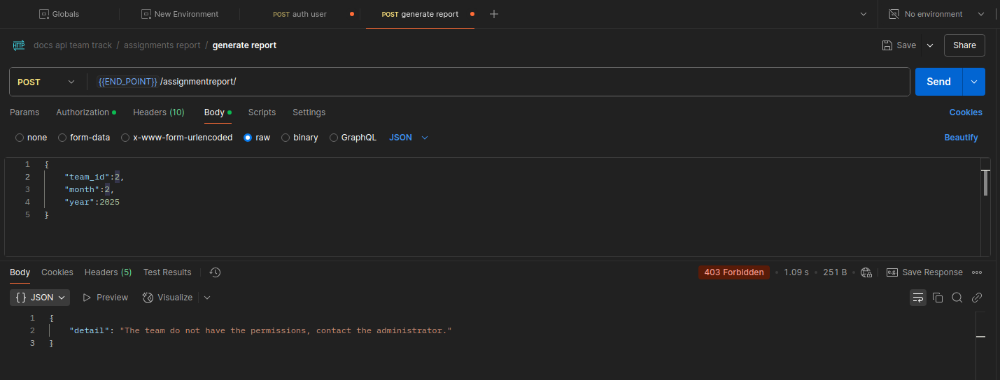 Globals New Environment POST auth user POST generate report No environment
HTTP docs api team track / assignments report / generate report Save Share
POST {{END_POINT}} /assignmentreport/ Send
Params Authorization Headers (10) Body Scripts Settings Cookies
none form-data x-www-form-urlencoded raw binary GraphQL JSON Beautify
1 {
2 "team_id":2,
3 "month":2,
4 "year":2025
5 }
Body Cookies Headers (5) Test Results 403 Forbidden • 1.09 s • 251 B e.g. Save Response
{} JSON Preview Visualize
1 {
2 "detail": "The team do not have the permissions, contact the administrator."
3 }